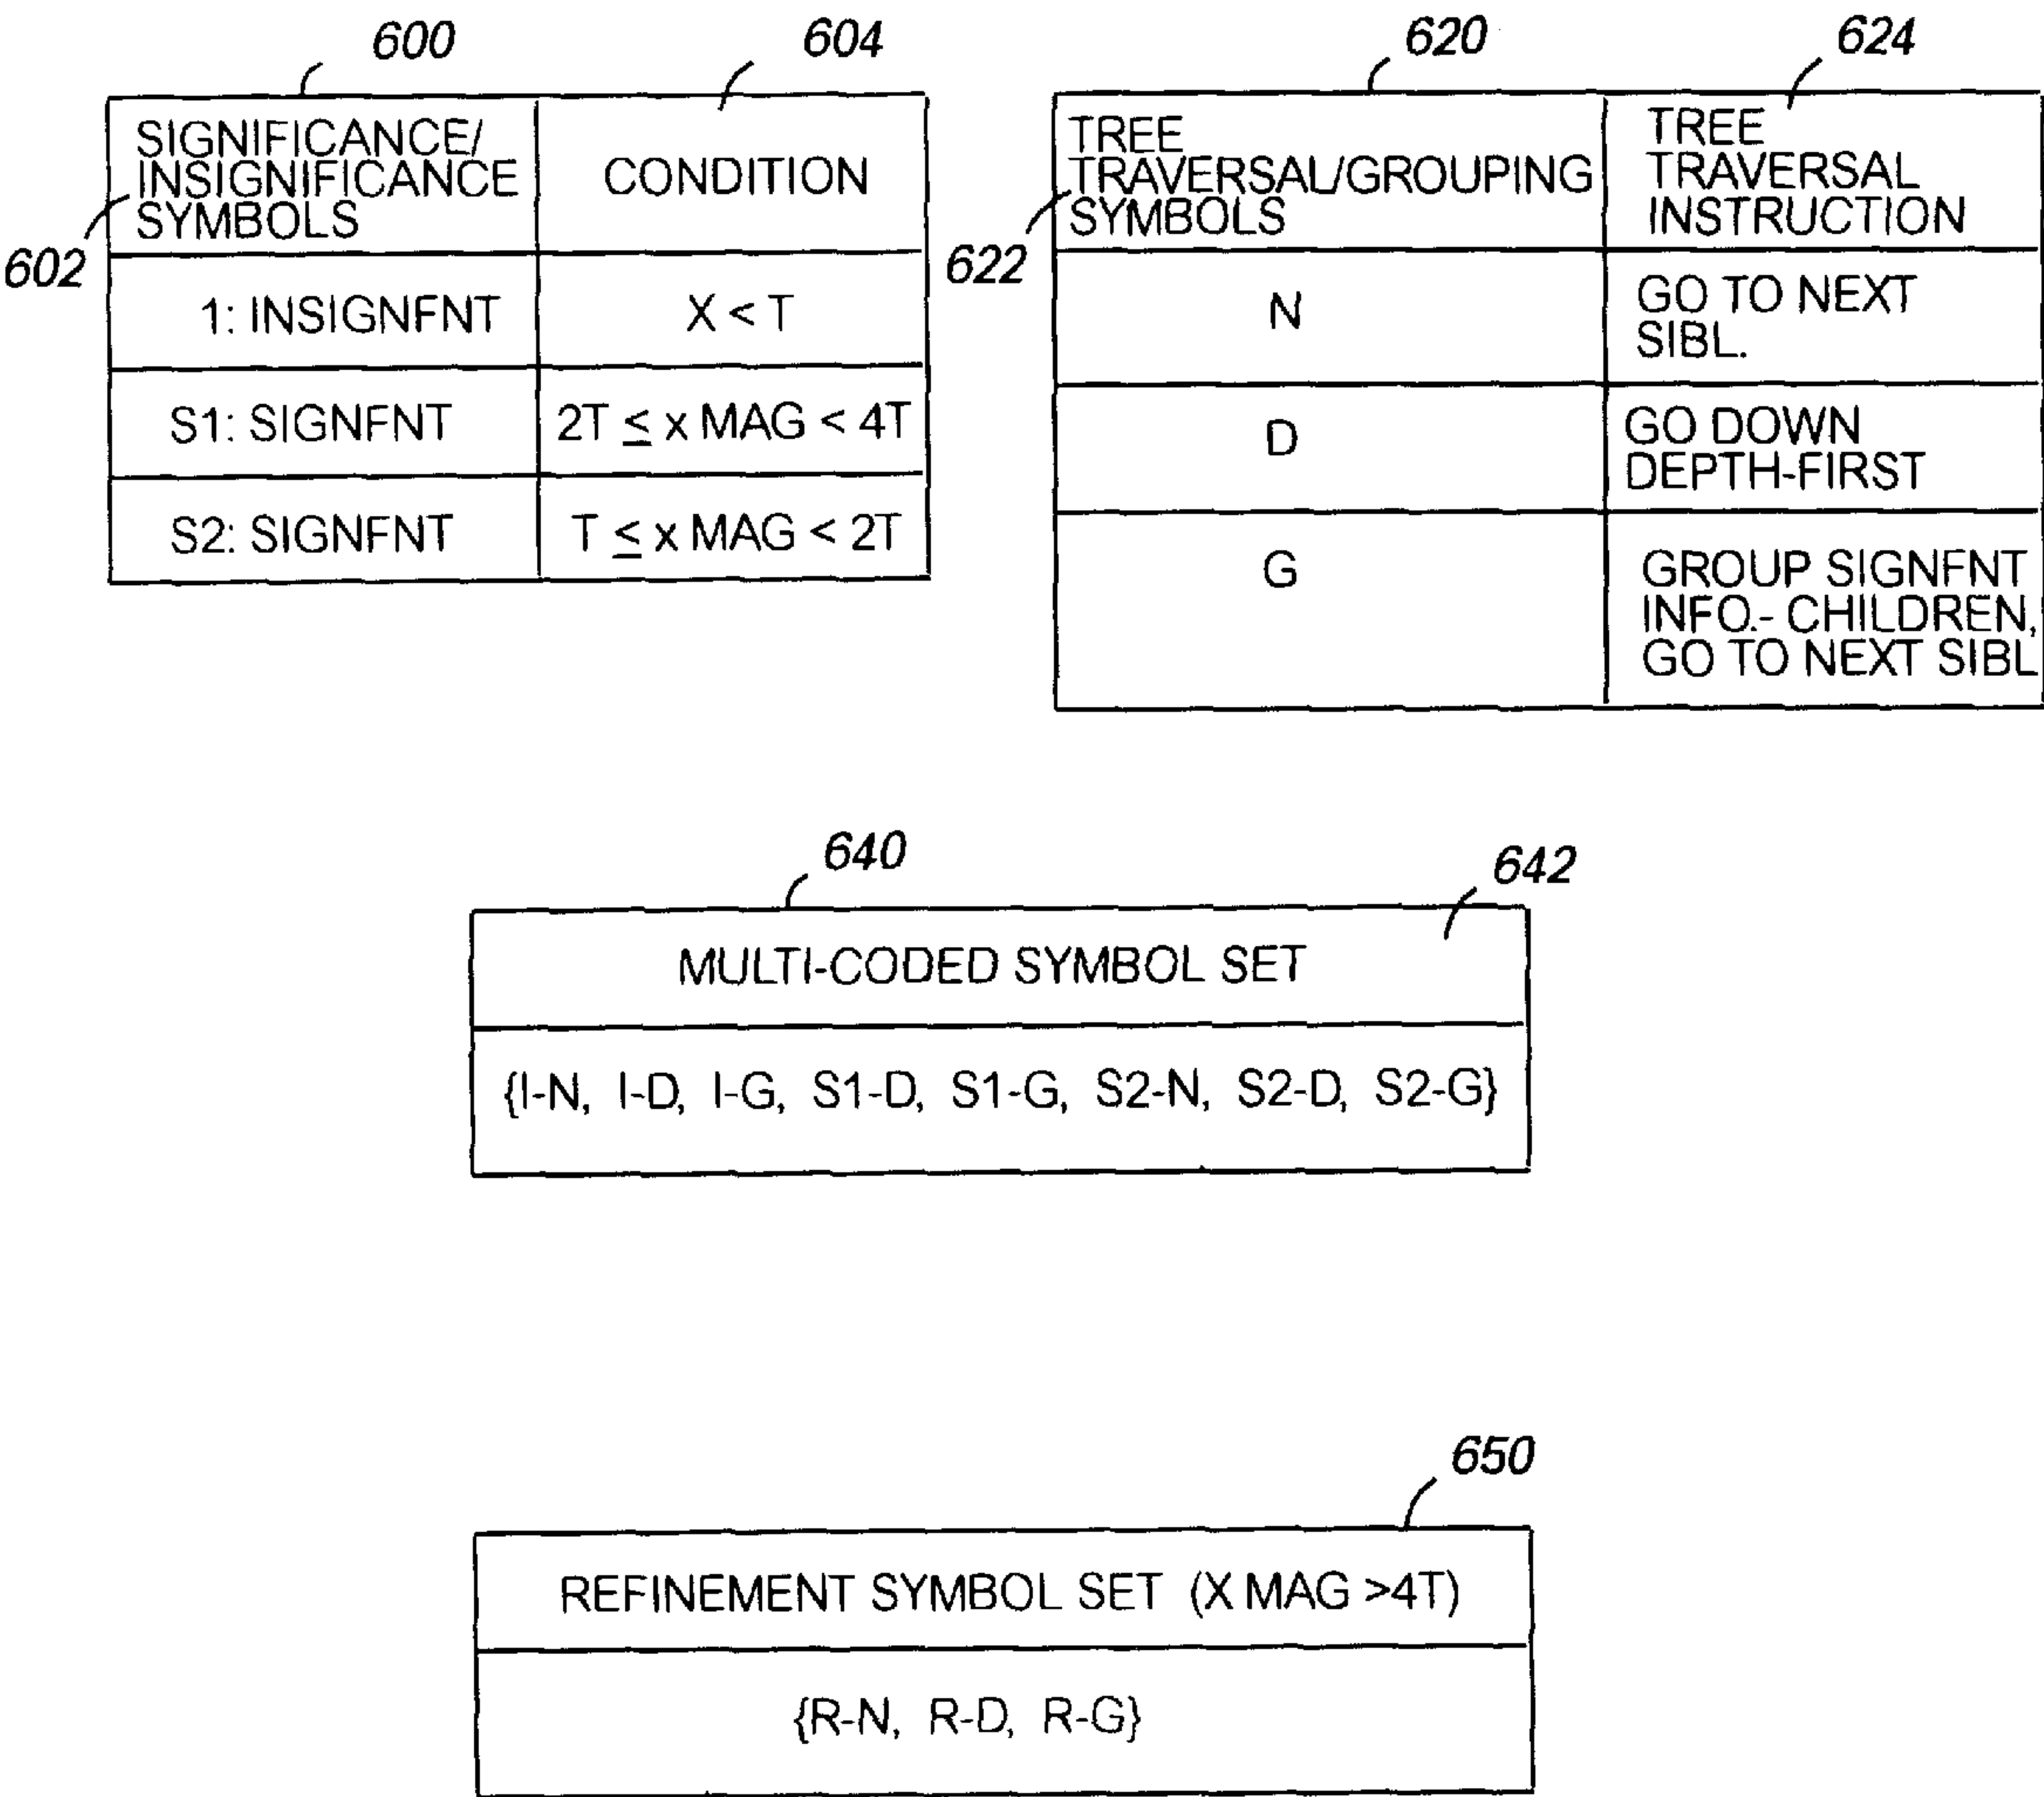 600
604
SIGNIFICANCE/
INSIGNIFICANCE
SYMBOLS
CONDITION
602
1: INSIGNFNT
X < T
S1: SIGNFNT
2T ≤ x MAG < 4T
S2: SIGNFNT
T ≤ x MAG < 2T
620
624
TREE
TRAVERSAL/GROUPING
SYMBOLS
TREE
TRAVERSAL
INSTRUCTION
622
N
GO TO NEXT
SIBL.
D
GO DOWN
DEPTH-FIRST
G
GROUP SIGNFNT
INFO.- CHILDREN,
GO TO NEXT SIBL
640
642
MULTI-CODED SYMBOL SET
{I-N, I-D, I-G, S1-D, S1-G, S2-N, S2-D, S2-G}
650
REFINEMENT SYMBOL SET (X MAG >4T)
{R-N, R-D, R-G}